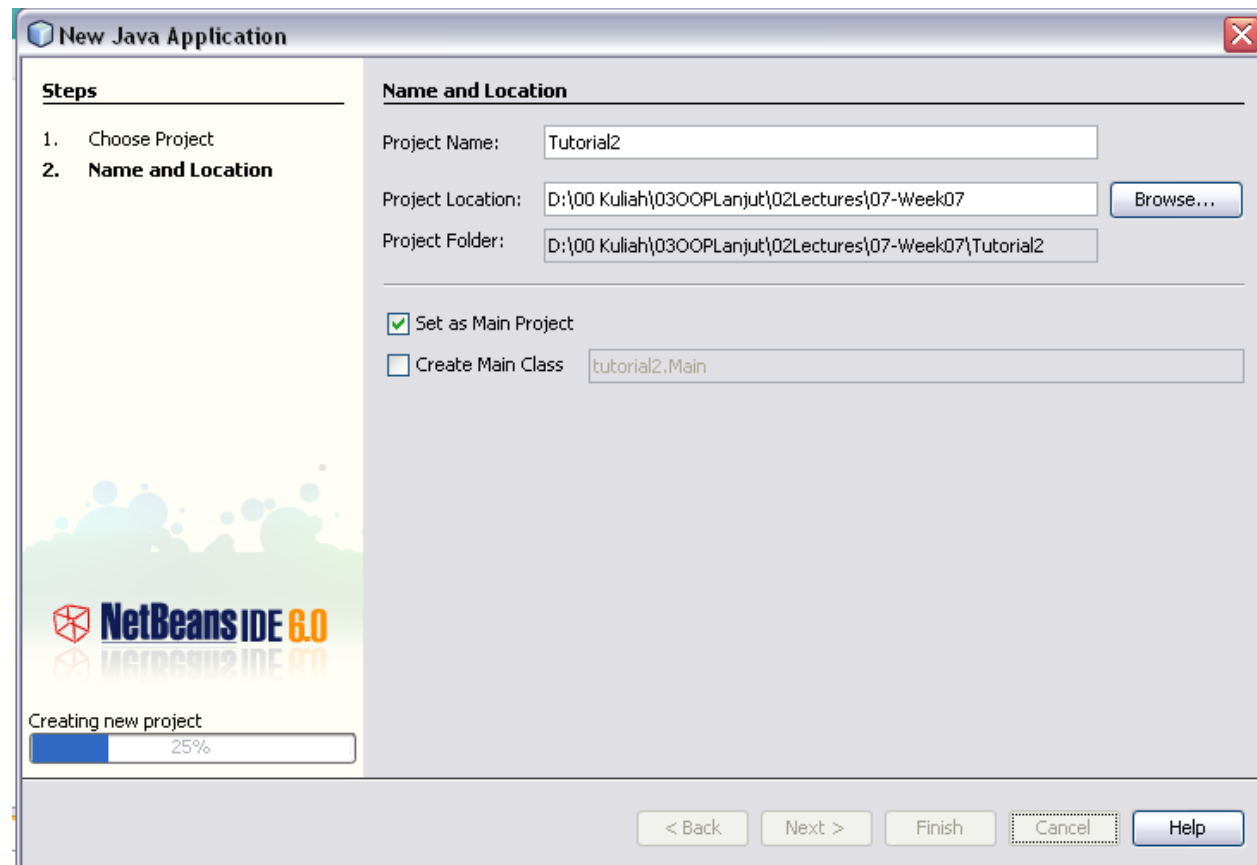 New Java Application
Steps
1. Choose Project
2. Name and Location
Name and Location
Project Name: Tutorial2
Project Location: D:\00 Kuliah\03OOPLanjut\02Lectures\07-Week07 Browse...
Project Folder: D:\00 Kuliah\03OOPLanjut\02Lectures\07-Week07\Tutorial2
Set as Main Project
Create Main Class tutorial2.Main
NetBeans IDE 6.0
Creating new project
25%
< Back Next > Finish Cancel Help